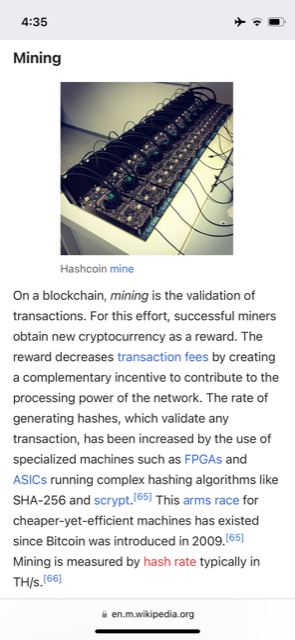 4:35
Mining
Hashcoin mine
On a blockchain, mining is the validation of
transactions. For this effort, successful miners
obtain new cryptocurrency as a reward. The
reward decreases transaction fees by creating
a complementary incentive to contribute to the
processing power of the network. The rate of
generating hashes, which validate any
transaction, has been increased by the use of
specialized machines such as FPGAs and
ASICs running complex hashing algorithms like
SHA-256 and scrypt.[65] This arms race for
cheaper-yet-efficient machines has existed
since Bitcoin was introduced in 2009.[65]
Mining is measured by hash rate typically in
TH/s.[66]
en.m.wikipedia.org